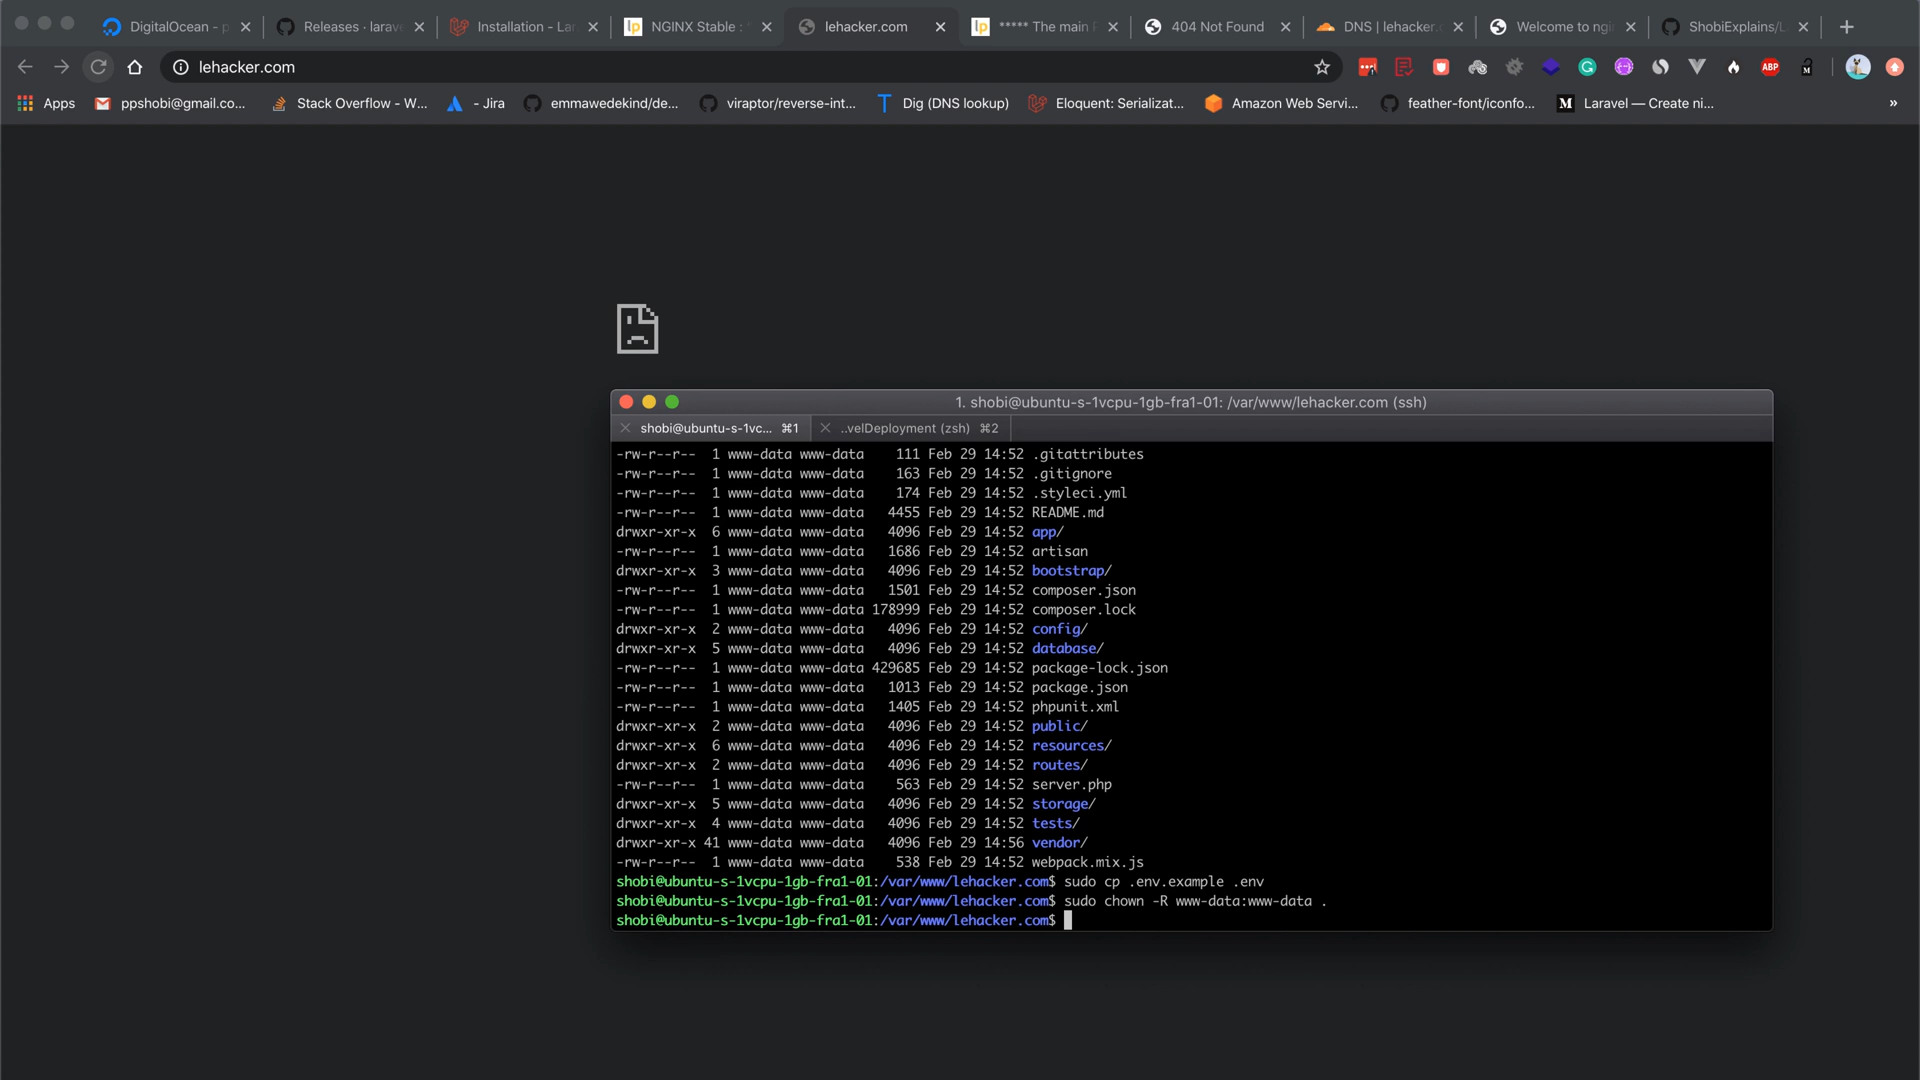 DigitalOcean - p
Releases · larave
Installation - La
NGINX Stable : “
lehacker.com
***** The main
404 Not Found
DNS | lehacker.c
Welcome to ngi
ShobiExplains/L
lehacker.com
ABP
Apps
ppshobi@gmail.co...
Stack Overflow - W...
- Jira
emmawedekind/de...
viraptor/reverse-int...
Dig (DNS lookup)
Eloquent: Serializat...
Amazon Web Servi...
feather-font/iconfo...
Laravel — Create ni...
»
1. shobi@ubuntu-s-1vcpu-1gb-fra1-01: /var/www/lehacker.com (ssh)
shobi@ubuntu-s-1vc... ⌘1
..velDeployment (zsh) ⌘2
-rw-r--r-- 1 www-data www-data 111 Feb 29 14:52 .gitattributes
-rw-r--r-- 1 www-data www-data 163 Feb 29 14:52 .gitignore
-rw-r--r-- 1 www-data www-data 174 Feb 29 14:52 .styleci.yml
-rw-r--r-- 1 www-data www-data 4455 Feb 29 14:52 README.md
drwxr-xr-x 6 www-data www-data 4096 Feb 29 14:52 app/
-rw-r--r-- 1 www-data www-data 1686 Feb 29 14:52 artisan
drwxr-xr-x 3 www-data www-data 4096 Feb 29 14:52 bootstrap/
-rw-r--r-- 1 www-data www-data 1501 Feb 29 14:52 composer.json
-rw-r--r-- 1 www-data www-data 178999 Feb 29 14:52 composer.lock
drwxr-xr-x 2 www-data www-data 4096 Feb 29 14:52 config/
drwxr-xr-x 5 www-data www-data 4096 Feb 29 14:52 database/
-rw-r--r-- 1 www-data www-data 429685 Feb 29 14:52 package-lock.json
-rw-r--r-- 1 www-data www-data 1013 Feb 29 14:52 package.json
-rw-r--r-- 1 www-data www-data 1405 Feb 29 14:52 phpunit.xml
drwxr-xr-x 2 www-data www-data 4096 Feb 29 14:52 public/
drwxr-xr-x 6 www-data www-data 4096 Feb 29 14:52 resources/
drwxr-xr-x 2 www-data www-data 4096 Feb 29 14:52 routes/
-rw-r--r-- 1 www-data www-data 563 Feb 29 14:52 server.php
drwxr-xr-x 5 www-data www-data 4096 Feb 29 14:52 storage/
drwxr-xr-x 4 www-data www-data 4096 Feb 29 14:52 tests/
drwxr-xr-x 41 www-data www-data 4096 Feb 29 14:56 vendor/
-rw-r--r-- 1 www-data www-data 538 Feb 29 14:52 webpack.mix.js
shobi@ubuntu-s-1vcpu-1gb-fra1-01:/var/www/lehacker.com$ sudo cp .env.example .env
shobi@ubuntu-s-1vcpu-1gb-fra1-01:/var/www/lehacker.com$ sudo chown -R www-data:www-data .
shobi@ubuntu-s-1vcpu-1gb-fra1-01:/var/www/lehacker.com$